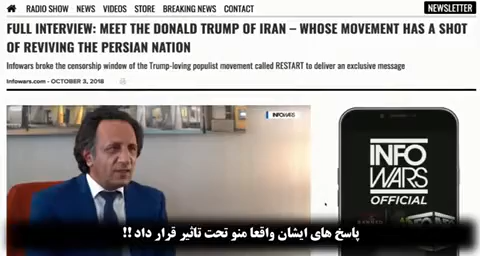 RADIO SHOW NEWS VIDEOS STORE BREAKING NEWS CONTACT NEWSLETTER
FULL INTERVIEW: MEET THE DONALD TRUMP OF IRAN – WHOSE MOVEMENT HAS A SHOT
OF REVIVING THE PERSIAN NATION
Infowars broke the censorship window of the Trump-loving populist movement called RESTART to deliver an exclusive message
Infowars.com - OCTOBER 3, 2018
INFOWARS
INFO
WARS
OFFICIAL
پاسخ های ایشان واقعا منو تحت تاثیر قرار داد !!